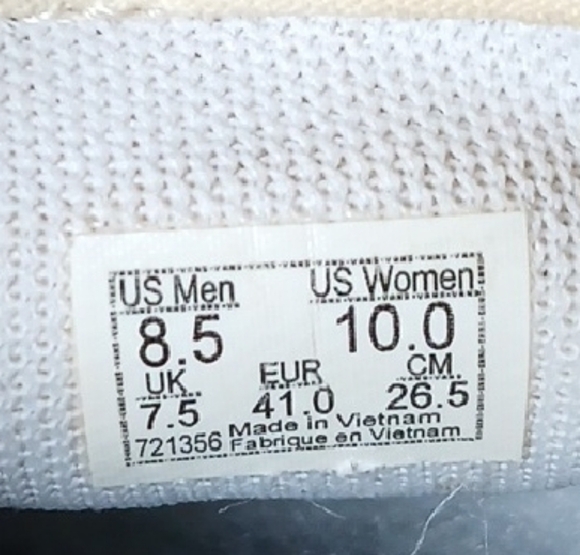 US Men US Women
8.5 10.0
UK EUR CM
7.5 41.0 26.5
Made in Vietnam
721356 Fabrique en Vietnam